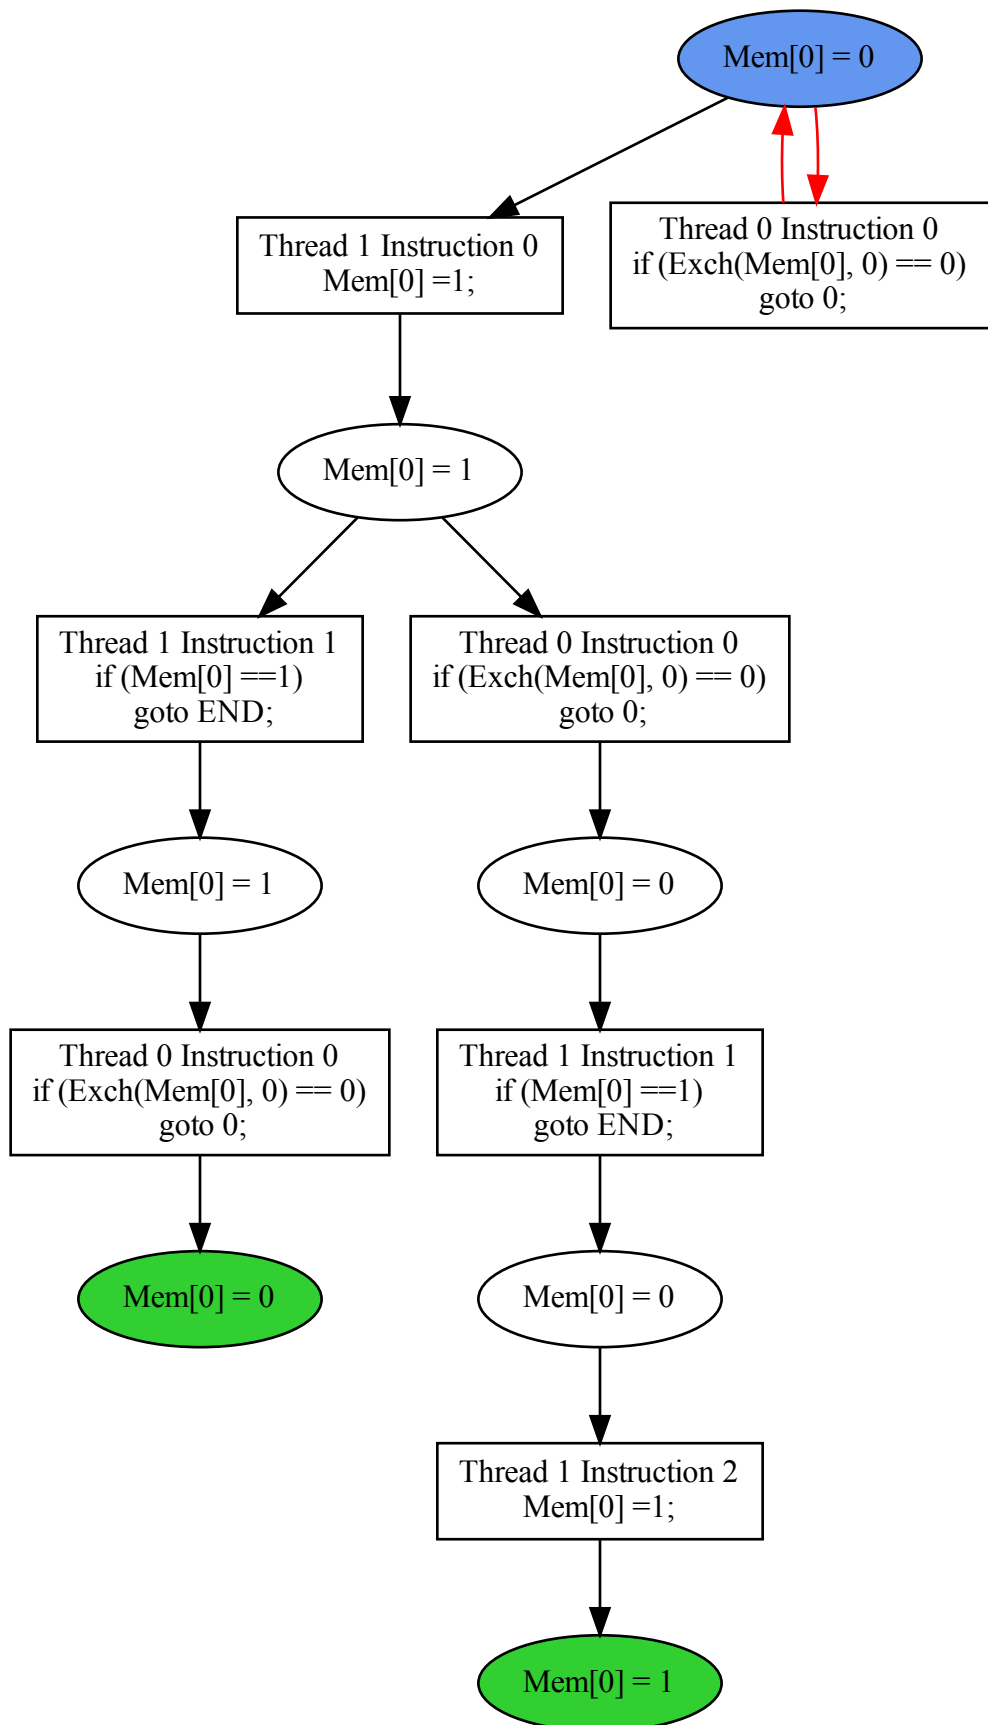 Mem[0] = 0
Thread 1 Instruction 0
Mem[0] =1;
Thread 0 Instruction 0
if (Exch(Mem[0], 0) == 0)
goto 0;
Mem[0] = 1
Thread 1 Instruction 1
if (Mem[0] ==1)
goto END;
Thread 0 Instruction 0
if (Exch(Mem[0], 0) == 0)
goto 0;
Mem[0] = 1
Mem[0] = 0
Thread 0 Instruction 0
if (Exch(Mem[0], 0) == 0)
goto 0;
Thread 1 Instruction 1
if (Mem[0] ==1)
goto END;
Mem[0] = 0
Mem[0] = 0
Thread 1 Instruction 2
Mem[0] =1;
Mem[0] = 1